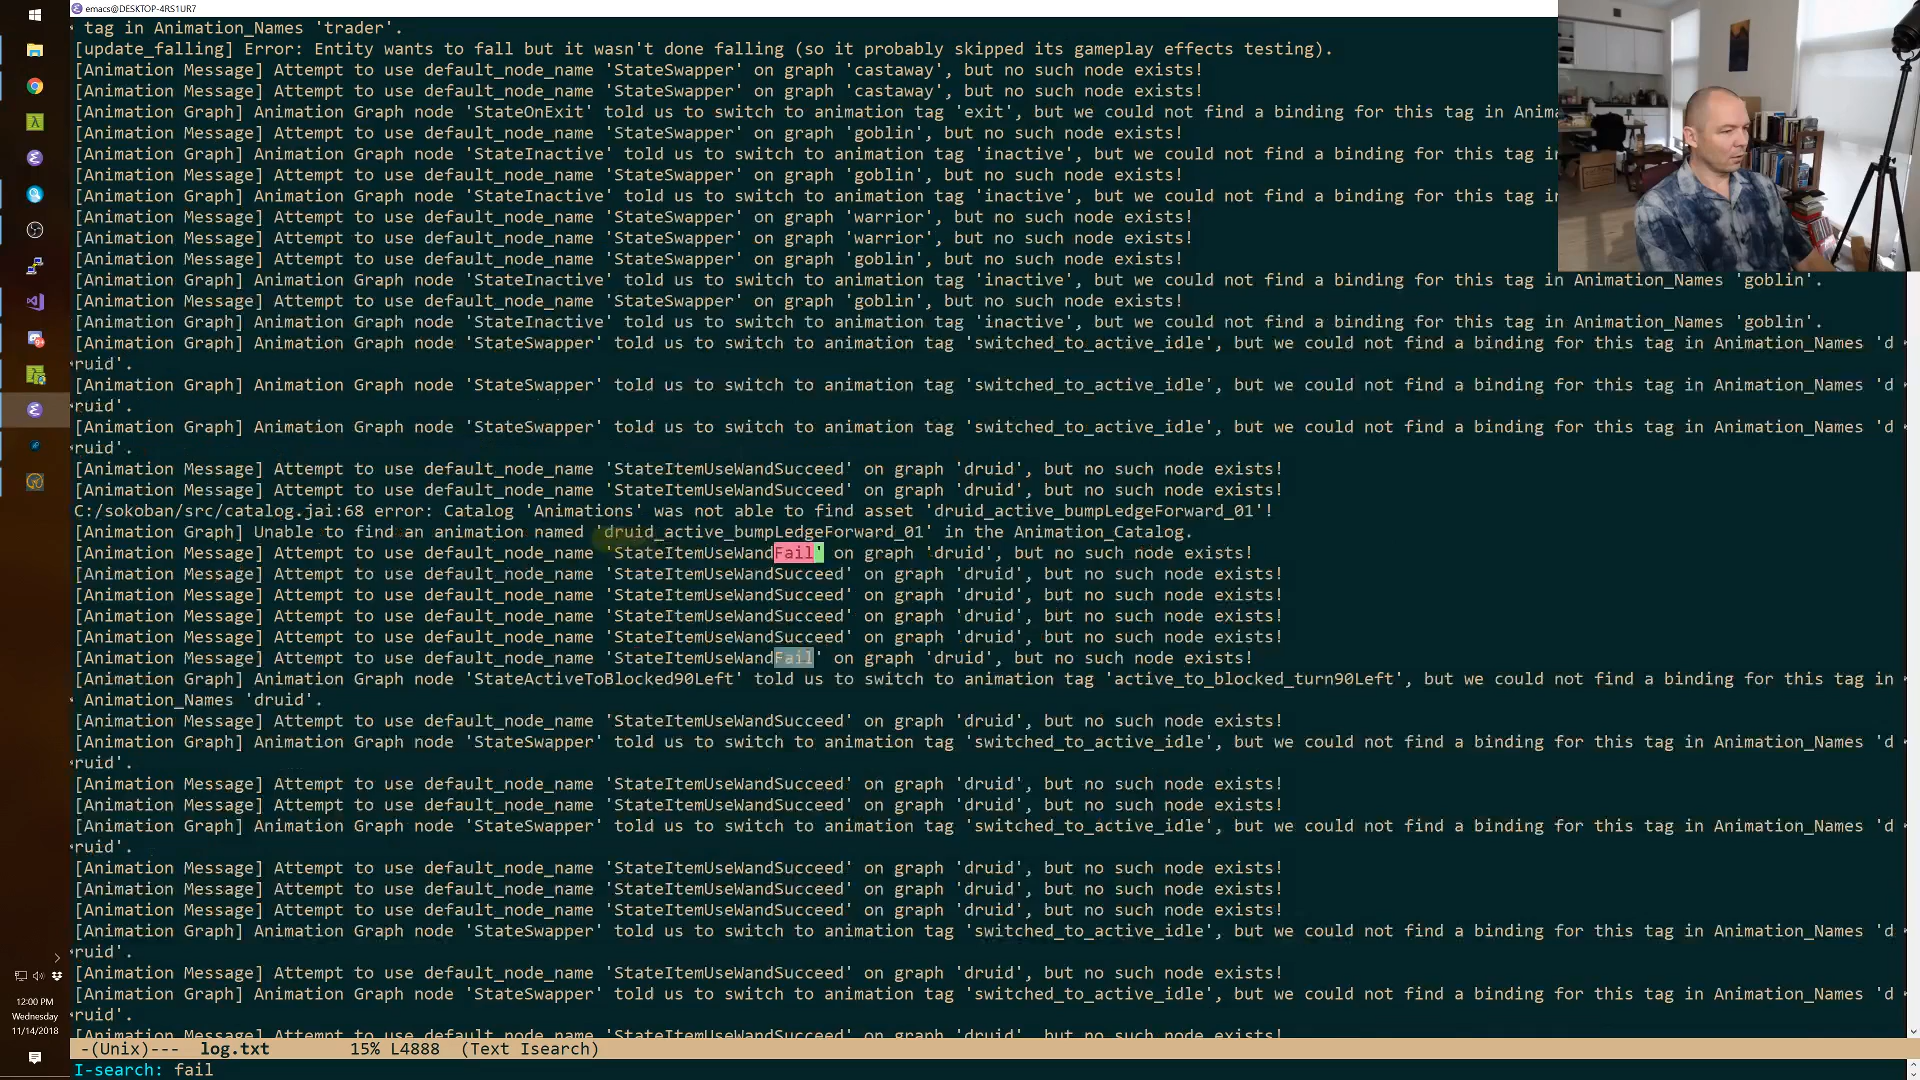 emacs@DESKTOP-4RS1UR7
tag in Animation_Names 'trader'.
[update_falling] Error: Entity wants to fall but it wasn't done falling (so it probably skipped its gameplay effects testing).
[Animation Message] Attempt to use default_node_name 'StateSwapper' on graph 'castaway', but no such node exists!
[Animation Message] Attempt to use default_node_name 'StateSwapper' on graph 'castaway', but no such node exists!
[Animation Graph] Animation Graph node 'StateOnExit' told us to switch to animation tag 'exit', but we could not find a binding for this tag in Anima
[Animation Message] Attempt to use default_node_name 'StateSwapper' on graph 'goblin', but no such node exists!
[Animation Graph] Animation Graph node 'StateInactive' told us to switch to animation tag 'inactive', but we could not find a binding for this tag in
[Animation Message] Attempt to use default_node_name 'StateSwapper' on graph 'goblin', but no such node exists!
[Animation Graph] Animation Graph node 'StateInactive' told us to switch to animation tag 'inactive', but we could not find a binding for this tag in
[Animation Message] Attempt to use default_node_name 'StateSwapper' on graph 'warrior', but no such node exists!
[Animation Message] Attempt to use default_node_name 'StateSwapper' on graph 'warrior', but no such node exists!
[Animation Message] Attempt to use default_node_name 'StateSwapper' on graph 'goblin', but no such node exists!
[Animation Graph] Animation Graph node 'StateInactive' told us to switch to animation tag 'inactive', but we could not find a binding for this tag in Animation_Names 'goblin'.
[Animation Message] Attempt to use default_node_name 'StateSwapper' on graph 'goblin', but no such node exists!
[Animation Graph] Animation Graph node 'StateInactive' told us to switch to animation tag 'inactive', but we could not find a binding for this tag in Animation_Names 'goblin'.
[Animation Graph] Animation Graph node 'StateSwapper' told us to switch to animation tag 'switched_to_active_idle', but we could not find a binding for this tag in Animation_Names 'd
ruid'.
[Animation Graph] Animation Graph node 'StateSwapper' told us to switch to animation tag 'switched_to_active_idle', but we could not find a binding for this tag in Animation_Names 'd
ruid'.
[Animation Graph] Animation Graph node 'StateSwapper' told us to switch to animation tag 'switched_to_active_idle', but we could not find a binding for this tag in Animation_Names 'd
ruid'.
[Animation Message] Attempt to use default_node_name 'StateItemUseWandSucceed' on graph 'druid', but no such node exists!
[Animation Message] Attempt to use default_node_name 'StateItemUseWandSucceed' on graph 'druid', but no such node exists!
C:/sokoban/src/catalog.jai:68 error: Catalog 'Animations' was not able to find asset 'druid_active_bumpLedgeForward_01'!
[Animation Graph] Unable to find an animation named 'druid_active_bumpLedgeForward_01' in the Animation_Catalog.
[Animation Message] Attempt to use default_node_name 'StateItemUseWandFail' on graph 'druid', but no such node exists!
[Animation Message] Attempt to use default_node_name 'StateItemUseWandSucceed' on graph 'druid', but no such node exists!
[Animation Message] Attempt to use default_node_name 'StateItemUseWandSucceed' on graph 'druid', but no such node exists!
[Animation Message] Attempt to use default_node_name 'StateItemUseWandSucceed' on graph 'druid', but no such node exists!
[Animation Message] Attempt to use default_node_name 'StateItemUseWandSucceed' on graph 'druid', but no such node exists!
[Animation Message] Attempt to use default_node_name 'StateItemUseWandFail' on graph 'druid', but no such node exists!
[Animation Graph] Animation Graph node 'StateActiveToBlocked90Left' told us to switch to animation tag 'active_to_blocked_turn90Left', but we could not find a binding for this tag in
Animation_Names 'druid'.
[Animation Message] Attempt to use default_node_name 'StateItemUseWandSucceed' on graph 'druid', but no such node exists!
[Animation Graph] Animation Graph node 'StateSwapper' told us to switch to animation tag 'switched_to_active_idle', but we could not find a binding for this tag in Animation_Names 'd
ruid'.
[Animation Message] Attempt to use default_node_name 'StateItemUseWandSucceed' on graph 'druid', but no such node exists!
[Animation Message] Attempt to use default_node_name 'StateItemUseWandSucceed' on graph 'druid', but no such node exists!
[Animation Graph] Animation Graph node 'StateSwapper' told us to switch to animation tag 'switched_to_active_idle', but we could not find a binding for this tag in Animation_Names 'd
ruid'.
[Animation Message] Attempt to use default_node_name 'StateItemUseWandSucceed' on graph 'druid', but no such node exists!
[Animation Message] Attempt to use default_node_name 'StateItemUseWandSucceed' on graph 'druid', but no such node exists!
[Animation Message] Attempt to use default_node_name 'StateItemUseWandSucceed' on graph 'druid', but no such node exists!
[Animation Graph] Animation Graph node 'StateSwapper' told us to switch to animation tag 'switched_to_active_idle', but we could not find a binding for this tag in Animation_Names 'd
ruid'.
[Animation Message] Attempt to use default_node_name 'StateItemUseWandSucceed' on graph 'druid', but no such node exists!
[Animation Graph] Animation Graph node 'StateSwapper' told us to switch to animation tag 'switched_to_active_idle', but we could not find a binding for this tag in Animation_Names 'd
ruid'.
[Animation Message] Attempt to use default_node_name 'StateItemUseWandSucceed' on graph 'druid', but no such node exists!
-(Unix)--- log.txt 15% L4888 (Text Isearch)
I-search: fail
12:00 PM
Wednesday
11/14/2018